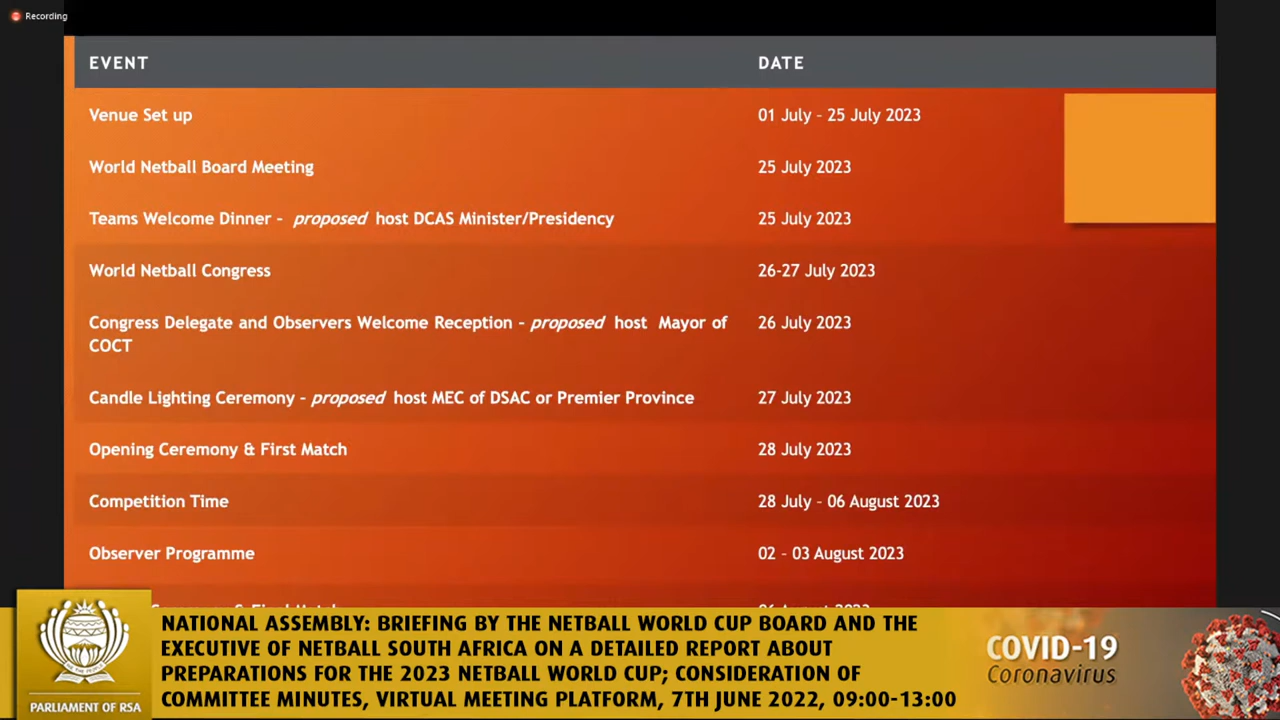 Recording
EVENT DATE
Venue Set up 01 July – 25 July 2023
World Netball Board Meeting 25 July 2023
Teams Welcome Dinner – proposed host DCAS Minister/Presidency 25 July 2023
World Netball Congress 26-27 July 2023
Congress Delegate and Observers Welcome Reception – proposed host Mayor of 26 July 2023
COCT
Candle Lighting Ceremony – proposed host MEC of DSAC or Premier Province 27 July 2023
Opening Ceremony & First Match 28 July 2023
Competition Time 28 July – 06 August 2023
Observer Programme 02 – 03 August 2023
Ceremony & Final Match 06 August 2023
NATIONAL ASSEMBLY: BRIEFING BY THE NETBALL WORLD CUP BOARD AND THE
EXECUTIVE OF NETBALL SOUTH AFRICA ON A DETAILED REPORT ABOUT
PREPARATIONS FOR THE 2023 NETBALL WORLD CUP; CONSIDERATION OF
COMMITTEE MINUTES, VIRTUAL MEETING PLATFORM, 7TH JUNE 2022, 09:00-13:00
PARLIAMENT OF RSA
COVID-19
Coronavirus